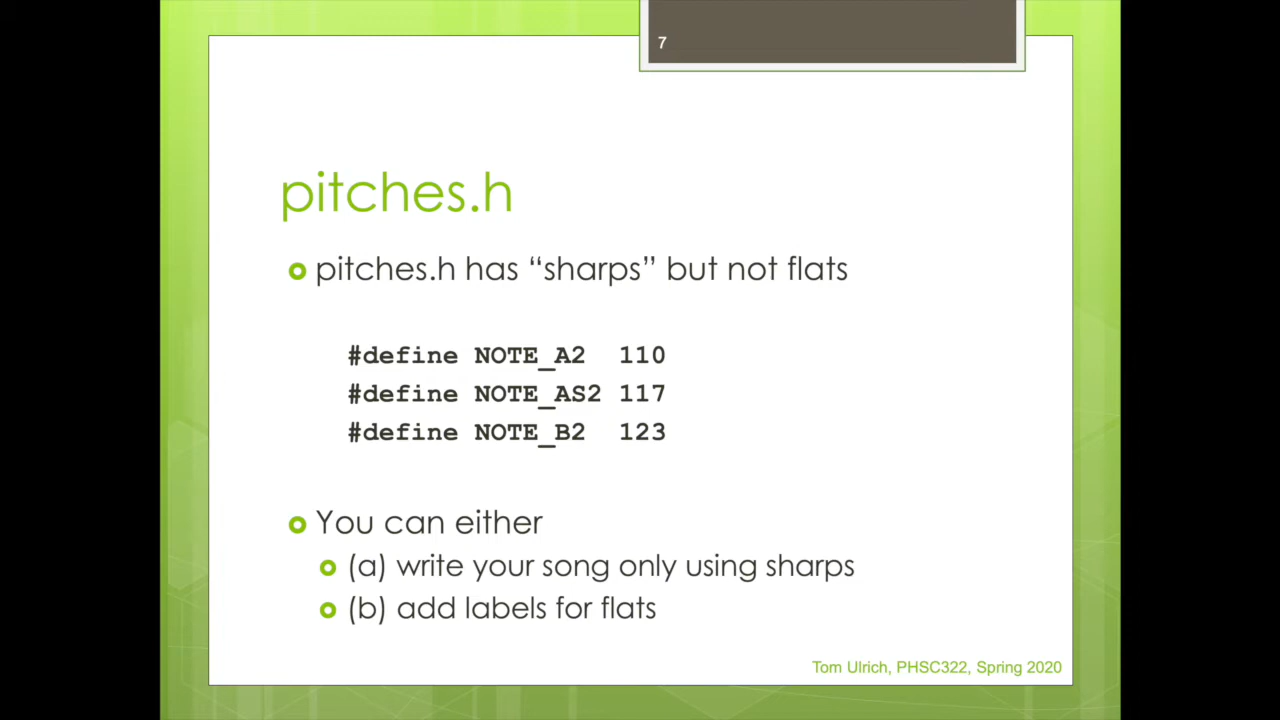 7
pitches.h
pitches.h has “sharps” but not flats
#define NOTE_A2  110
#define NOTE_AS2 117
#define NOTE_B2  123
You can either
(a) write your song only using sharps
(b) add labels for flats
Tom Ulrich, PHSC322, Spring 2020